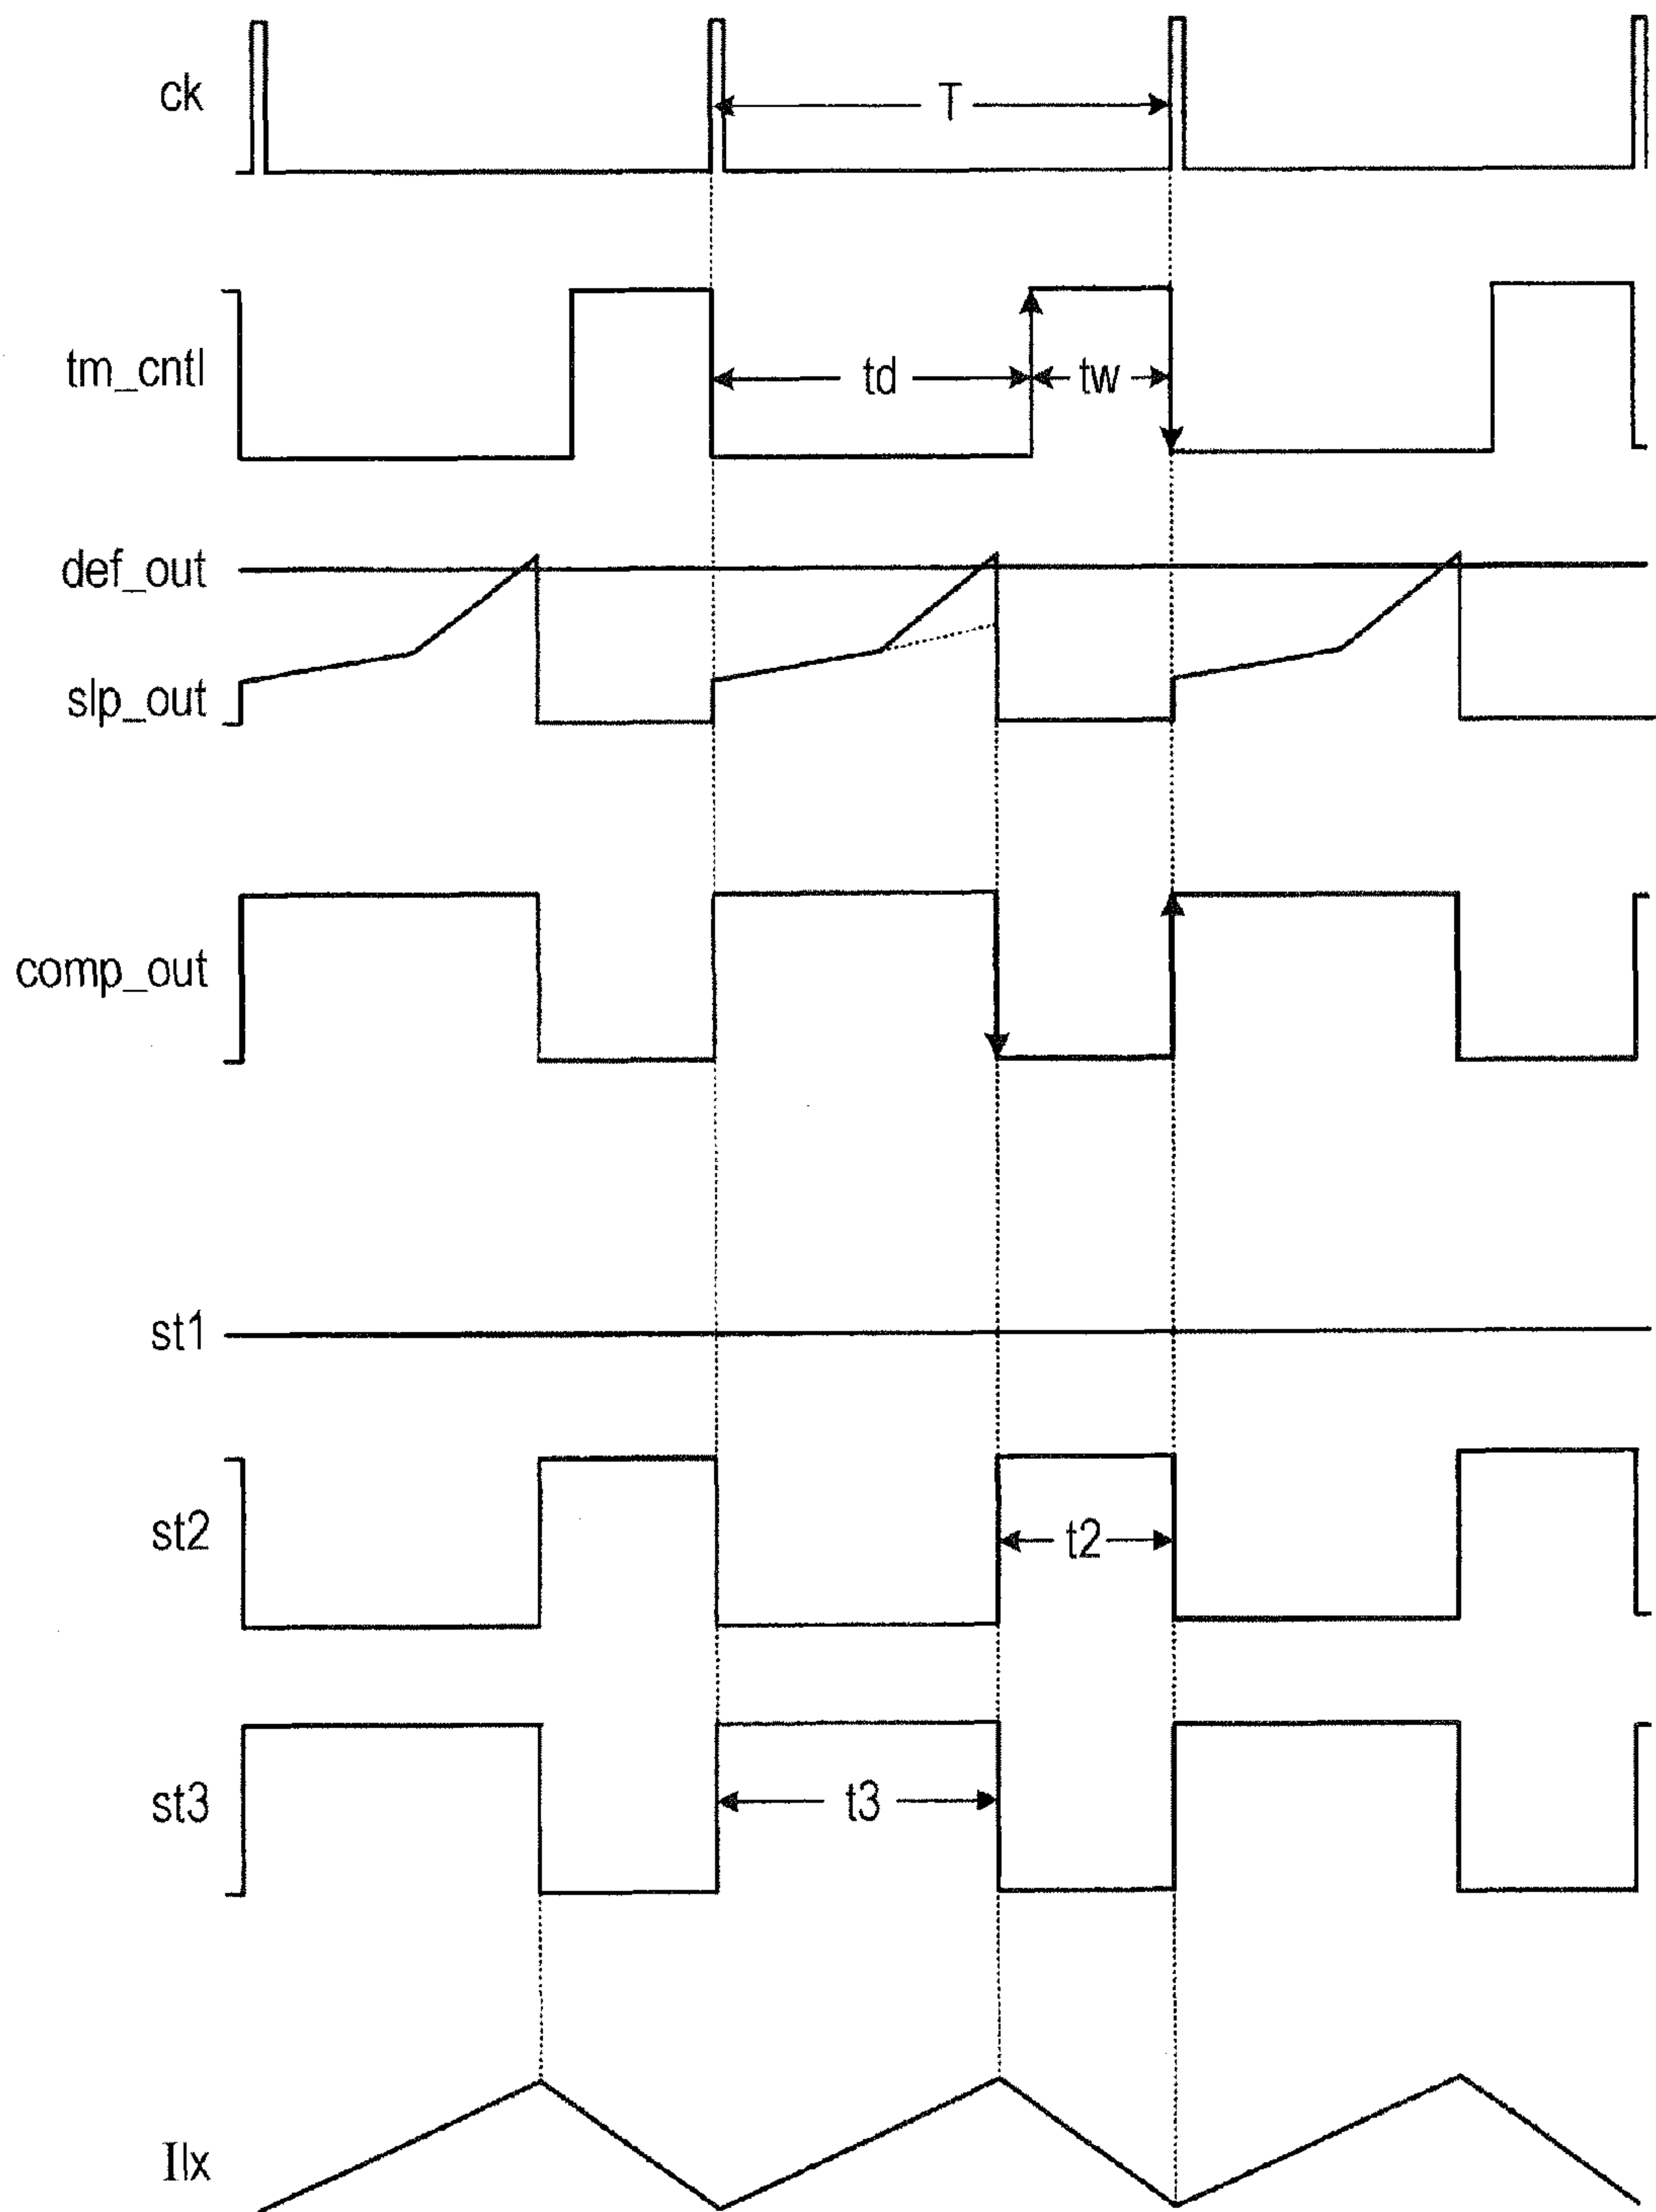 ck
T
tm_cntl
td
tw
def_out
slp_out
comp_out
st1
st2
t2
st3
t3
Ilx